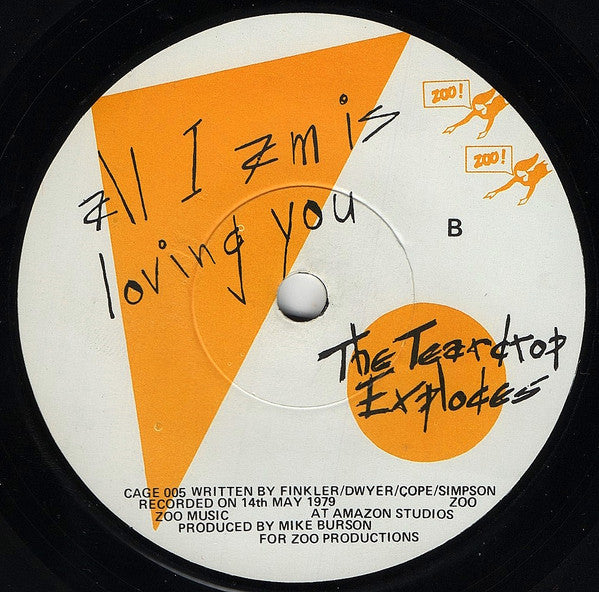 ZOO!
ZOO!
all I am is
loving you
B
The Teardrop
Explodes
CAGE 005 WRITTEN BY FINKLER/DWYER/COPE/SIMPSON
RECORDED ON 14th MAY 1979 ZOO
ZOO MUSIC AT AMAZON STUDIOS
PRODUCED BY MIKE BURSON
FOR ZOO PRODUCTIONS